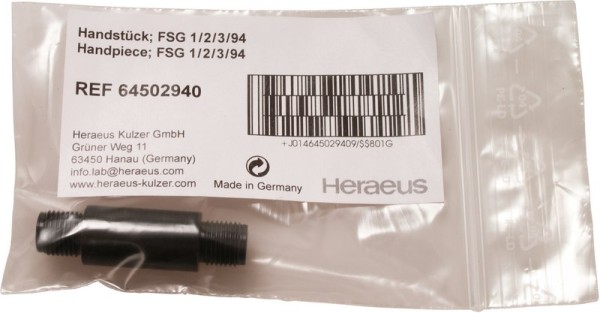 Handstück; FSG 1/2/3/94
Handpiece; FSG 1/2/3/94
REF 64502940
Heraeus Kulzer GmbH
Grüner Weg 11
63450 Hanau (Germany)
info.lab@heraeus.com
www.heraeus-kulzer.com
+J014645029409/$$801G
Made in Germany
Heraeus